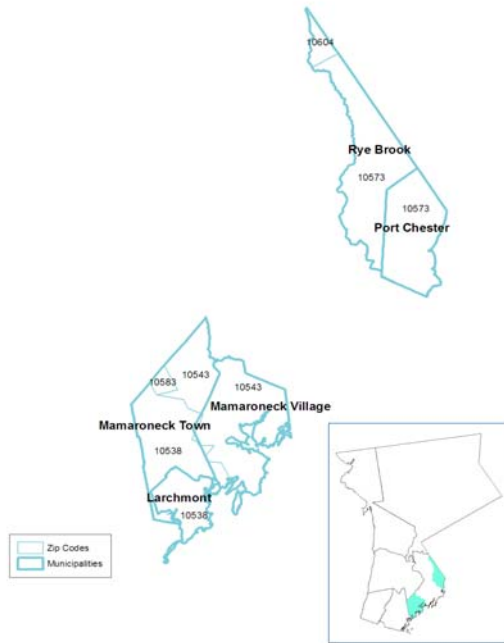 10604
Rye Brook
10573
10573
Port Chester
10543
10583
10543
Mamaroneck Village
Mamaroneck Town
10538
Larchmont
10538
Zip Codes
Municipalities